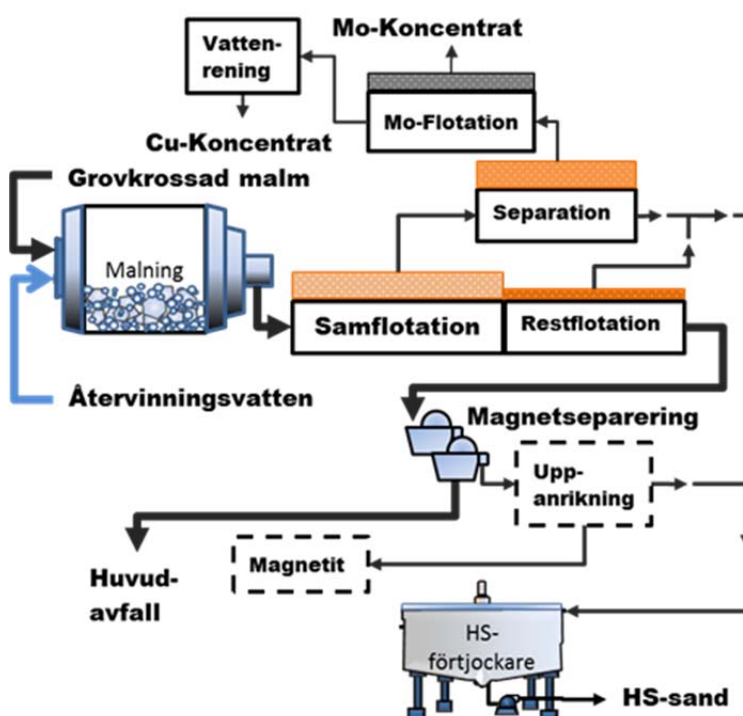 Mo-Koncentrat
Vatten-
rening
Mo-Flotation
Cu-Koncentrat
Grovkrossad malm
Separation
Malning
Samflotation
Restflotation
Återvinningsvatten
Magnetseparering
Upp-
anrikning
Magnetit
Huvud-
avfall
HS-
förtjockare
HS-sand